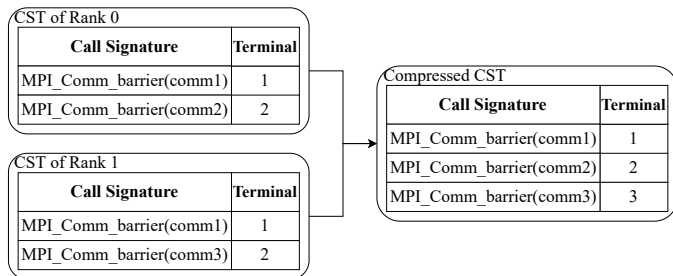 CST of Rank 0
Call Signature Terminal
MPI_Comm_barrier(comm1) 1
MPI_Comm_barrier(comm2) 2
CST of Rank 1
Call Signature Terminal
MPI_Comm_barrier(comm1) 1
MPI_Comm_barrier(comm3) 2
Compressed CST
Call Signature Terminal
MPI_Comm_barrier(comm1) 1
MPI_Comm_barrier(comm2) 2
MPI_Comm_barrier(comm3) 3